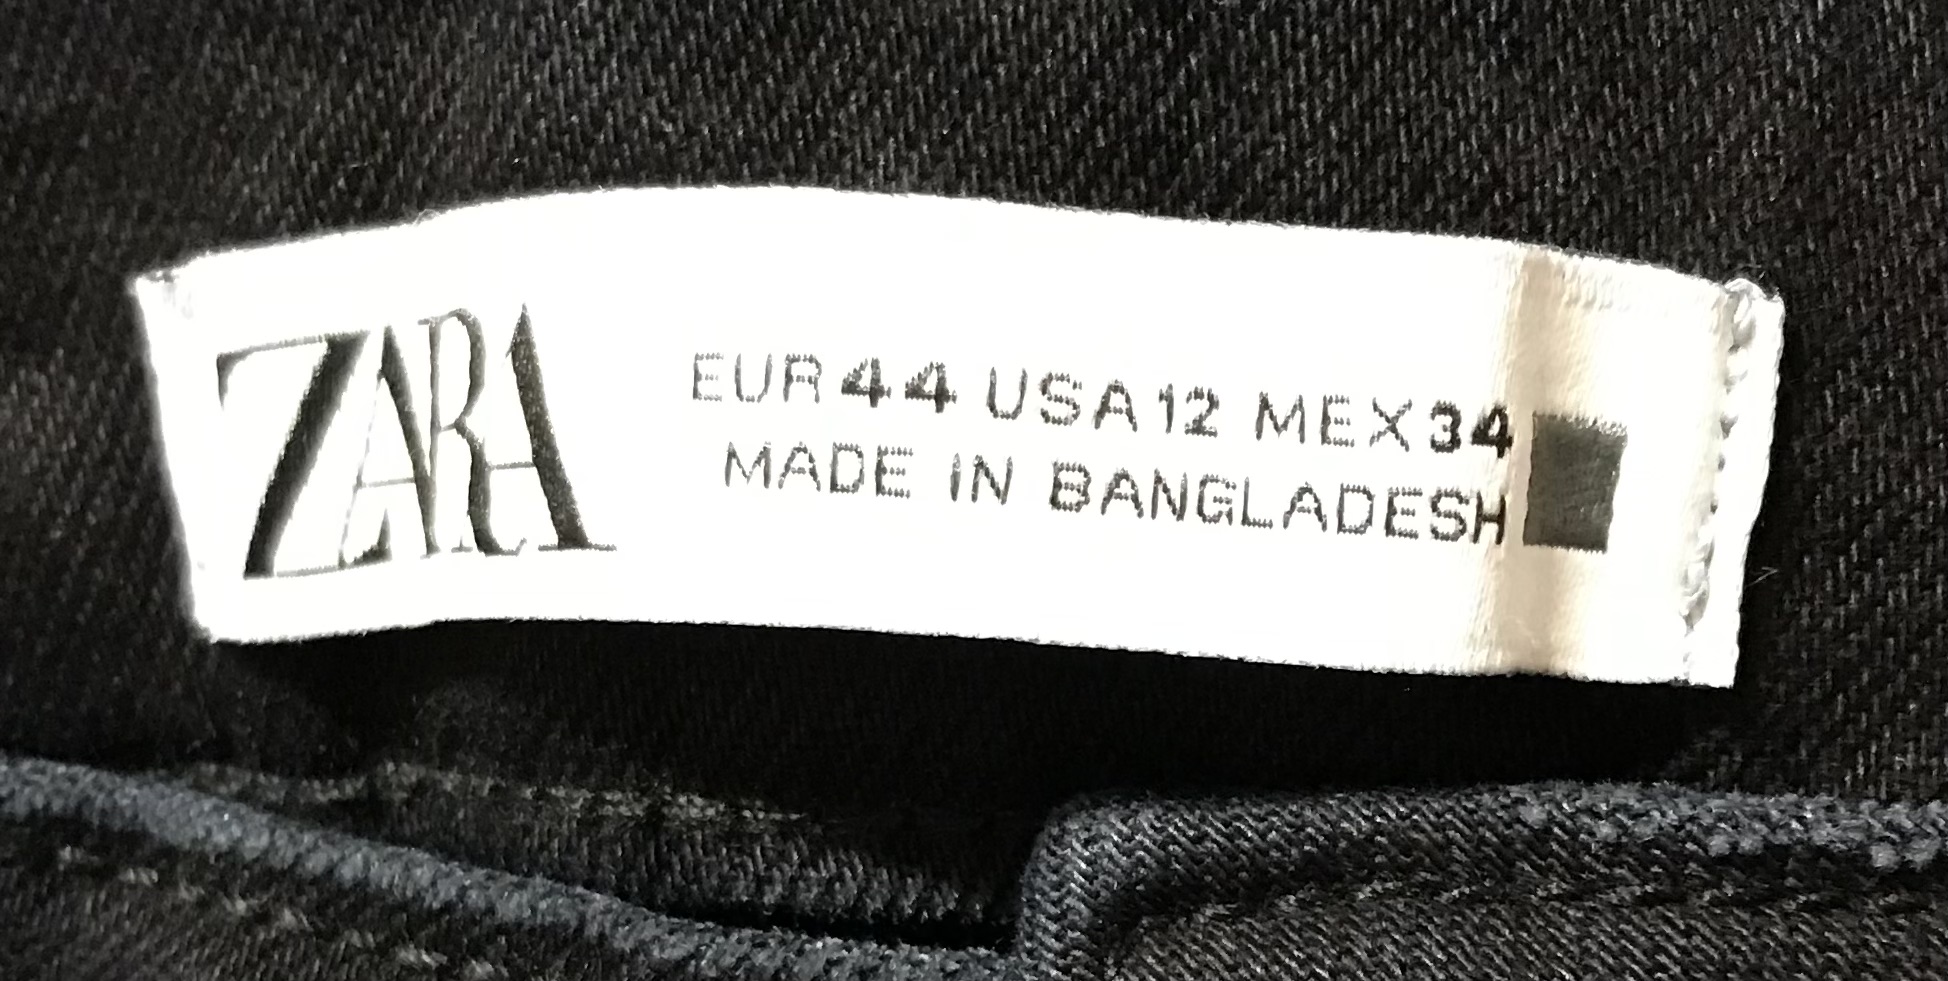 ZARA
EUR 44 USA 12 MEX 34
MADE IN BANGLADESH